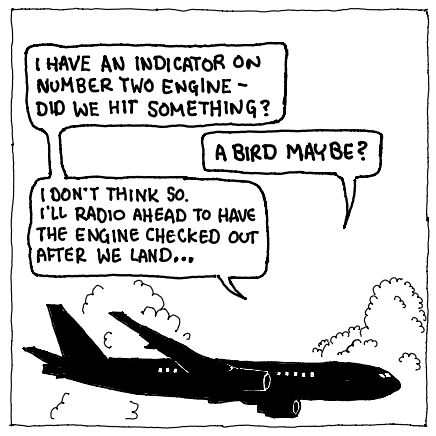 I HAVE AN INDICATOR ON
NUMBER TWO ENGINE -
DID WE HIT SOMETHING?
A BIRD MAYBE?
I DON'T THINK SO.
I'LL RADIO AHEAD TO HAVE
THE ENGINE CHECKED OUT
AFTER WE LAND...